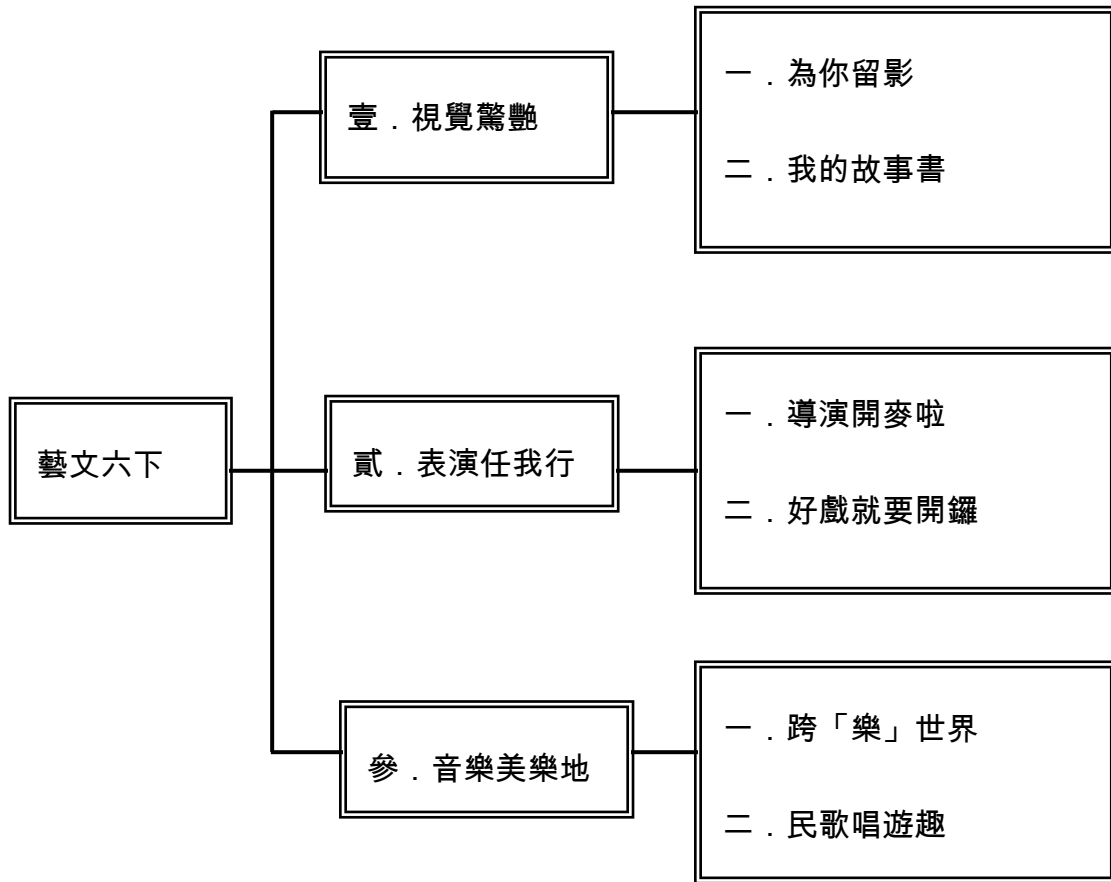 藝文六下
壹．視覺驚艷
一．為你留影
二．我的故事書
貳．表演任我行
一．導演開麥啦
二．好戲就要開鑼
參．音樂美樂地
一．跨「樂」世界
二．民歌唱遊趣